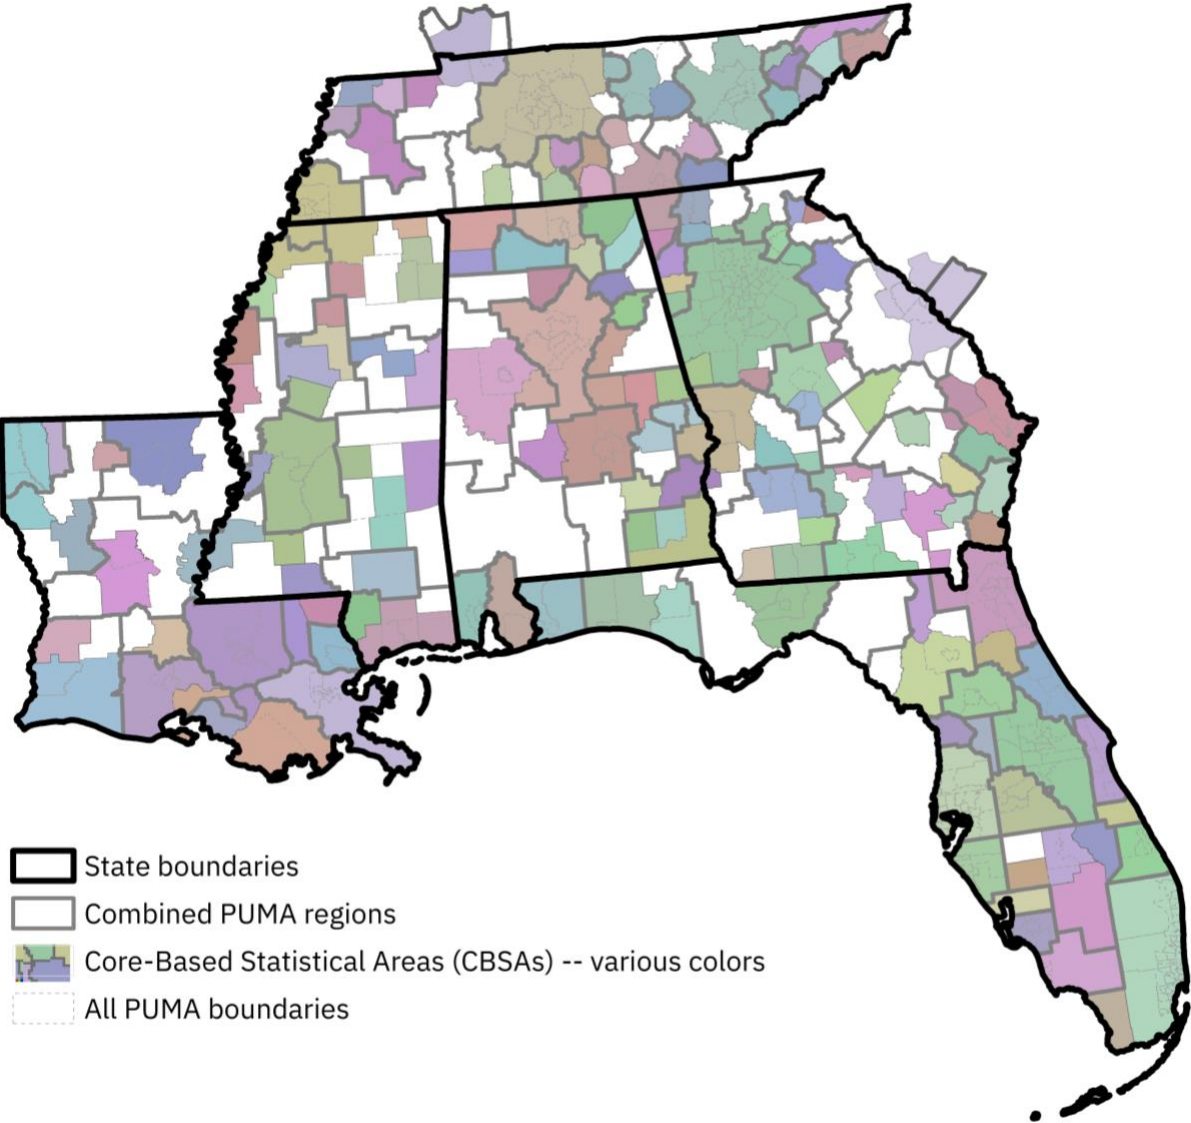 State boundaries
Combined PUMA regions
Core-Based Statistical Areas (CBSAs) -- various colors
All PUMA boundaries